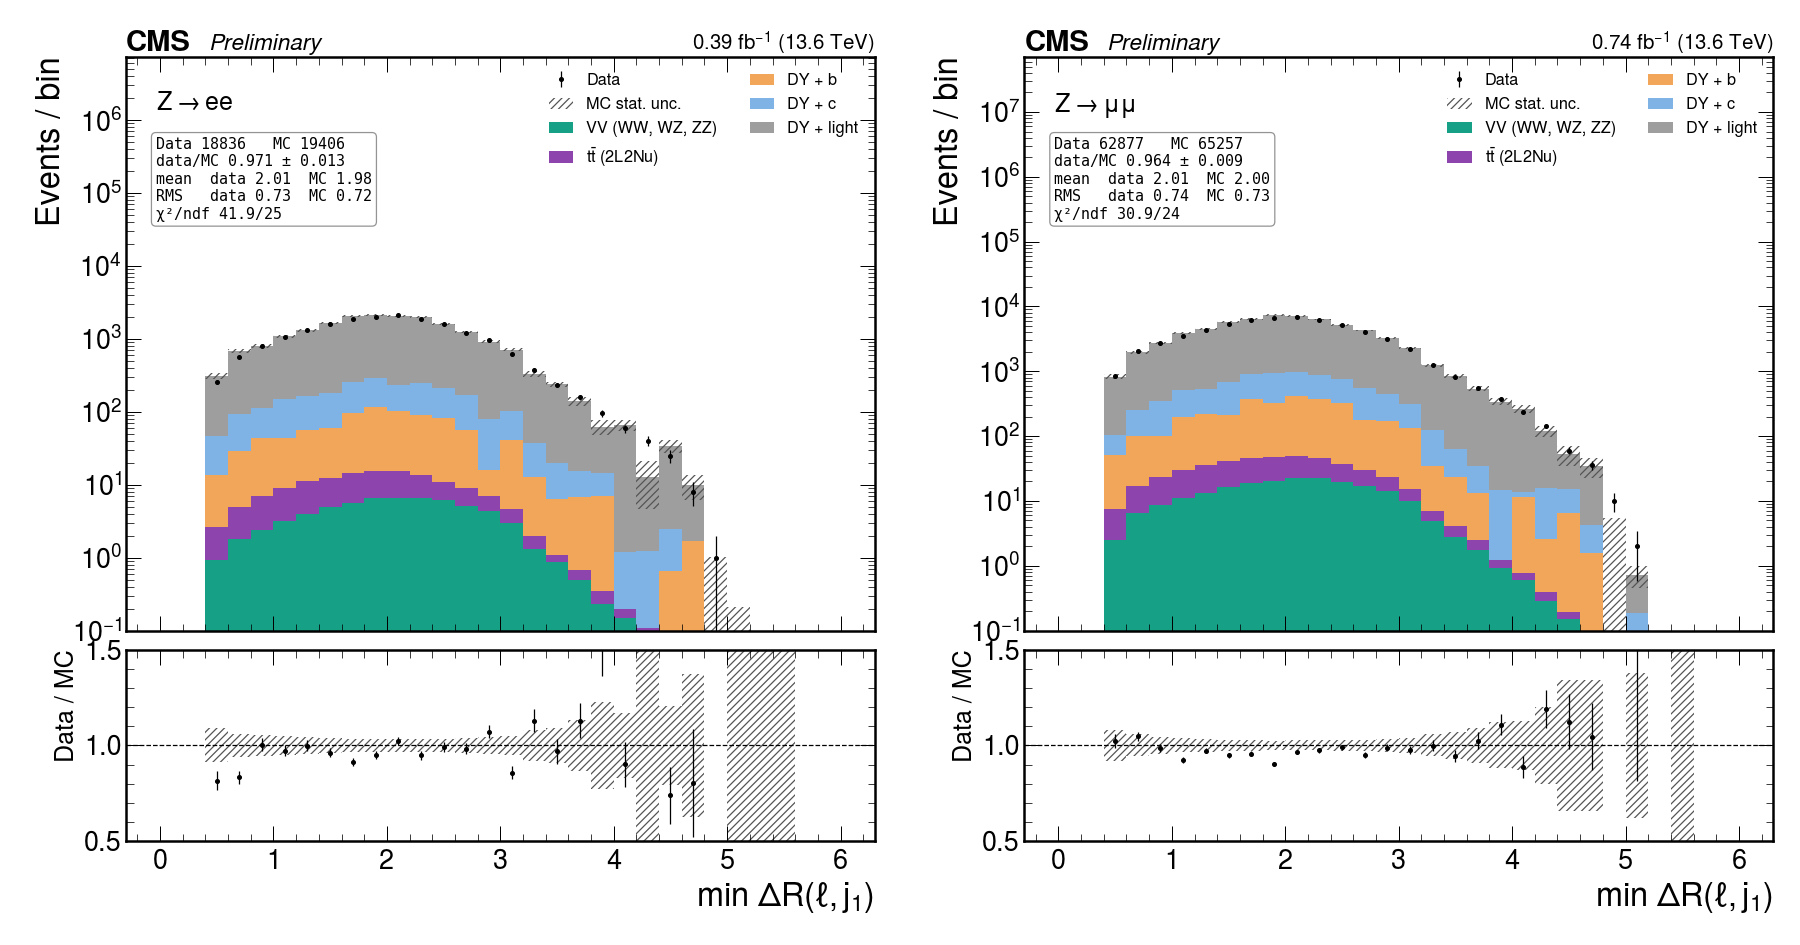 CMS Preliminary 0.39 fb⁻¹ (13.6 TeV)
Events / bin
Z → ee
Data 18836 MC 19406
data/MC 0.971 ± 0.013
mean data 2.01 MC 1.98
RMS data 0.73 MC 0.72
χ²/ndf 41.9/25
Data
MC stat. unc.
VV (WW, WZ, ZZ)
tt̄ (2L2Nu)
DY + b
DY + c
DY + light
10⁶
10⁵
10⁴
10³
10²
10¹
10⁰
10⁻¹
Data / MC
1.5
1.0
0.5
0 1 2 3 4 5 6
min ΔR(ℓ, j₁)
CMS Preliminary 0.74 fb⁻¹ (13.6 TeV)
Events / bin
Z → μμ
Data 62877 MC 65257
data/MC 0.964 ± 0.009
mean data 2.01 MC 2.00
RMS data 0.74 MC 0.73
χ²/ndf 30.9/24
Data
MC stat. unc.
VV (WW, WZ, ZZ)
tt̄ (2L2Nu)
DY + b
DY + c
DY + light
10⁷
10⁶
10⁵
10⁴
10³
10²
10¹
10⁰
10⁻¹
Data / MC
1.5
1.0
0.5
0 1 2 3 4 5 6
min ΔR(ℓ, j₁)